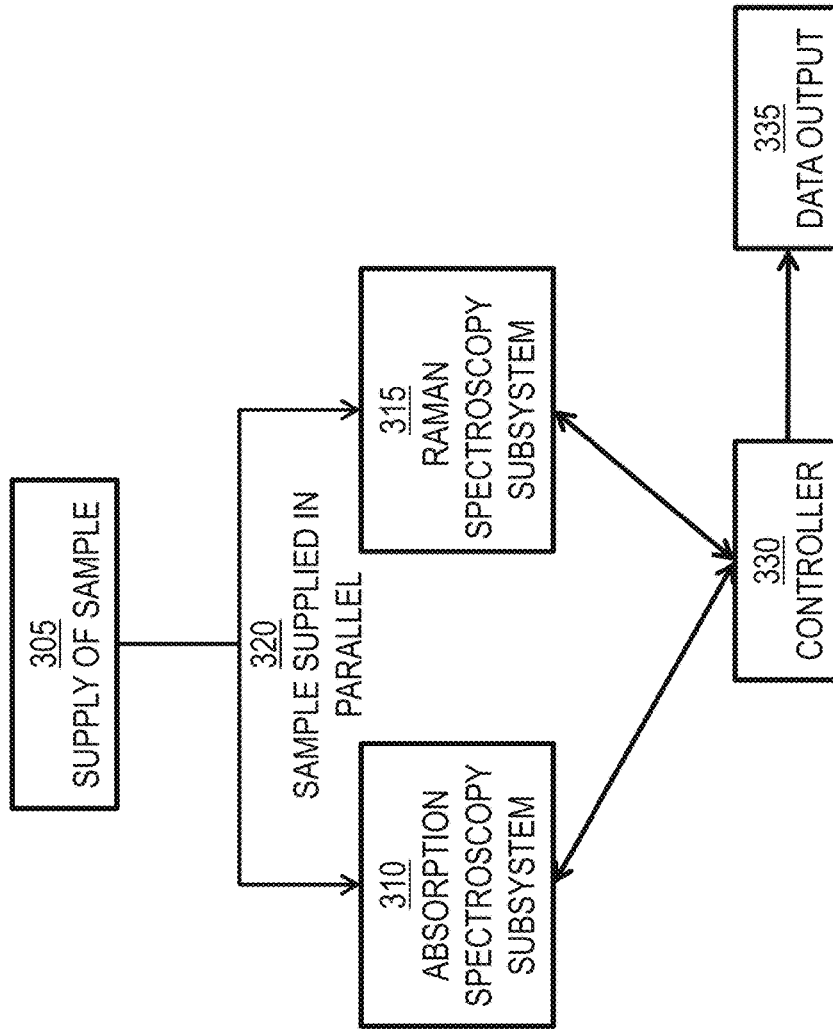 305
SUPPLY OF SAMPLE
320
SAMPLE SUPPLIED IN
PARALLEL
310
ABSORPTION
SPECTROSCOPY
SUBSYSTEM
315
RAMAN
SPECTROSCOPY
SUBSYSTEM
330
CONTROLLER
335
DATA OUTPUT